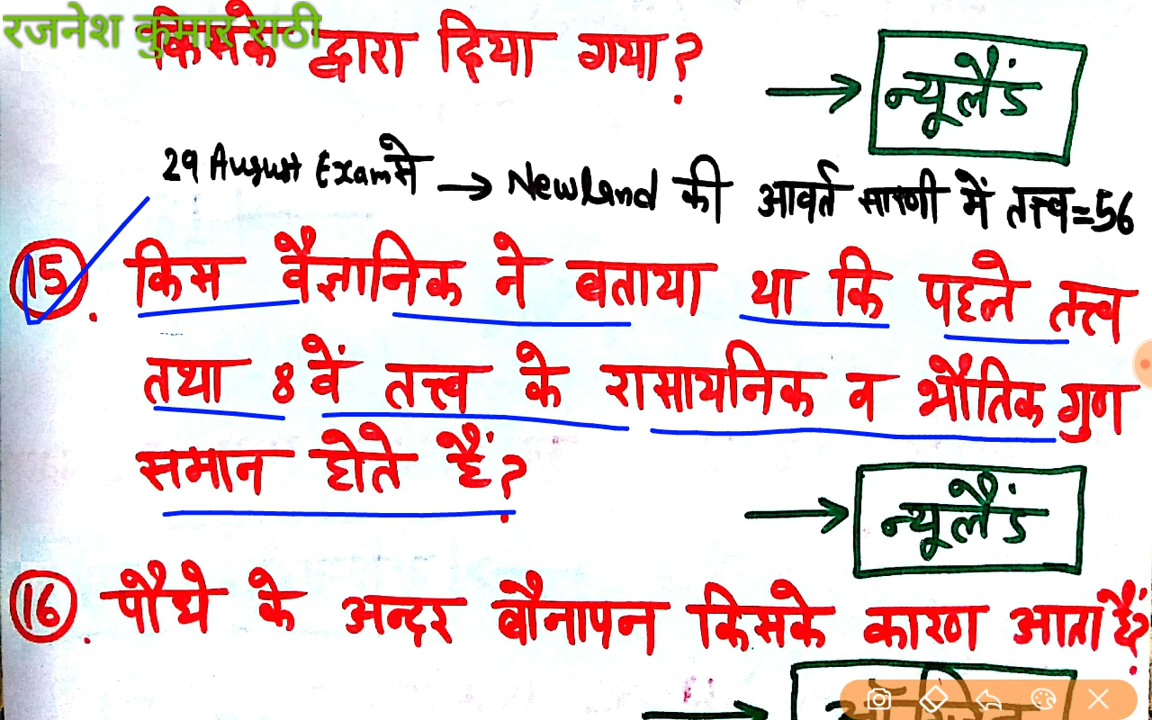 रजनेश कुमार राठी
किसके द्वारा दिया गया?
→ न्यूलैंड
29 August Exam में → Newland की आवर्त सारणी में तत्त्व=56
15. किस वैज्ञानिक ने बताया था कि पहले तत्त्व
तथा 8 वें तत्त्व के रासायनिक व भौतिक गुण
समान होते हैं?
→ न्यूलैंड
16. पौधे के अन्दर बौनापन किसके कारण आता है?